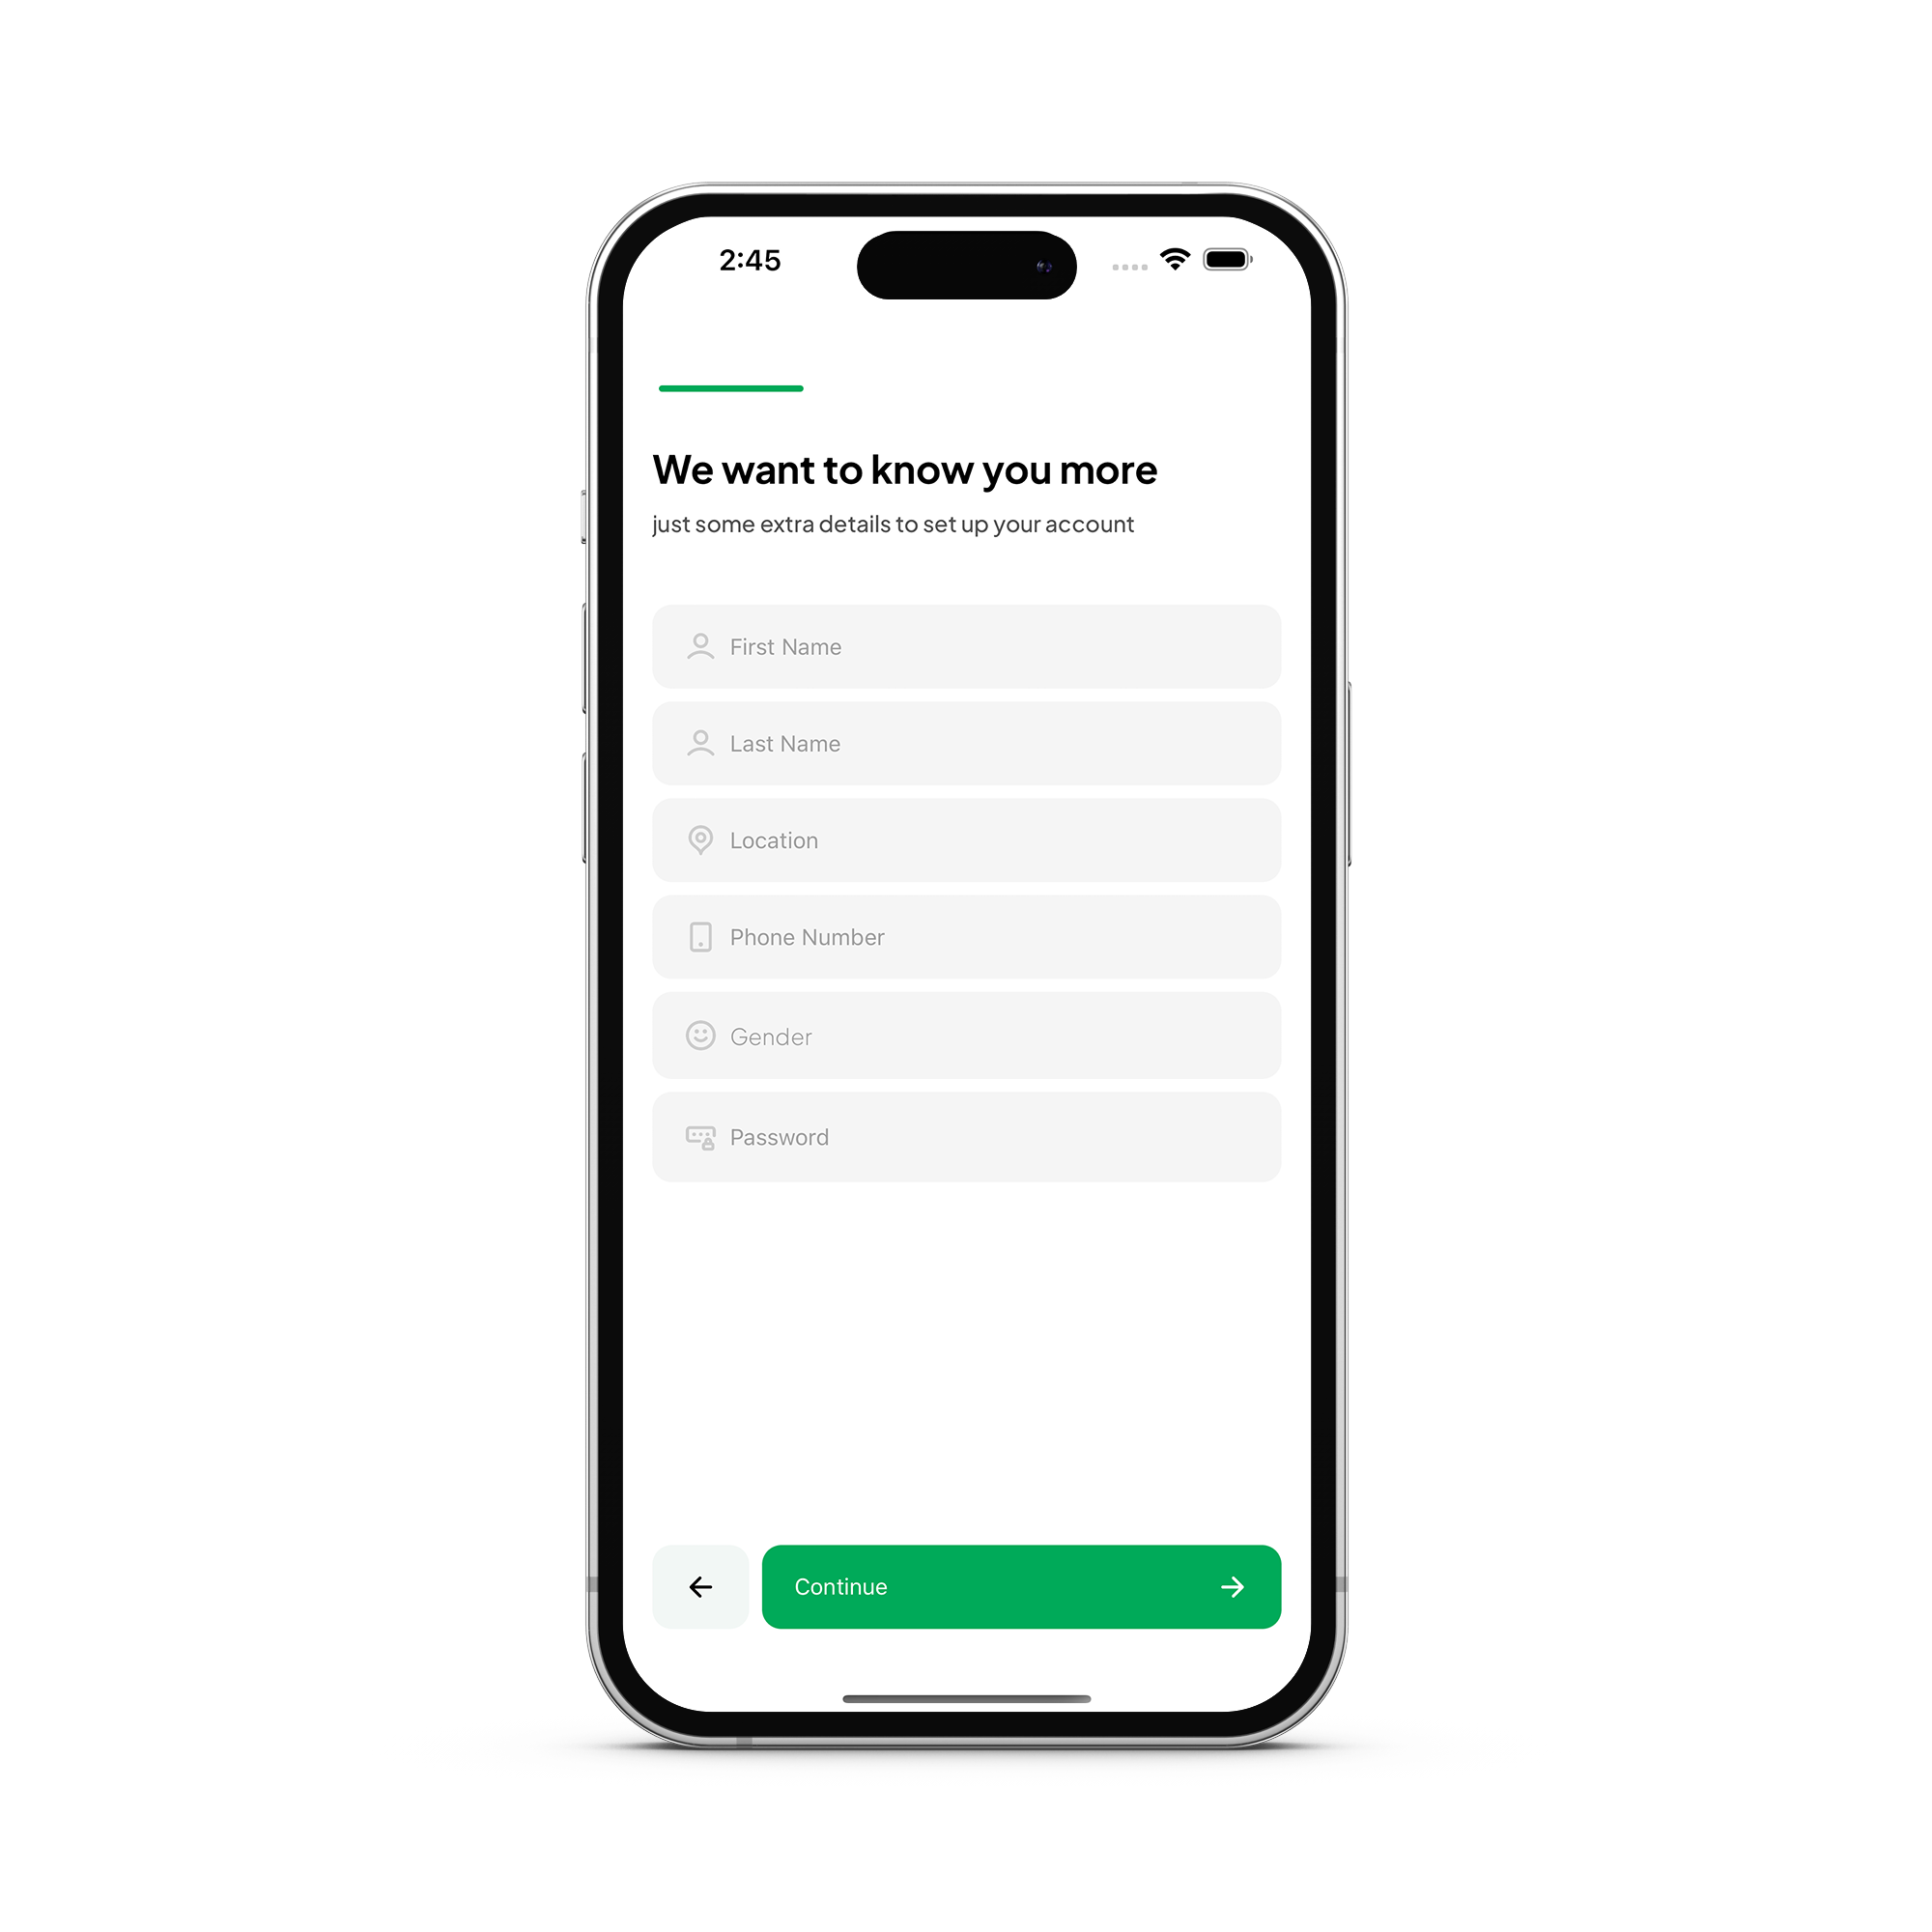 2:45
We want to know you more
just some extra details to set up your account
First Name
Last Name
Location
Phone Number
Gender
Password
Continue